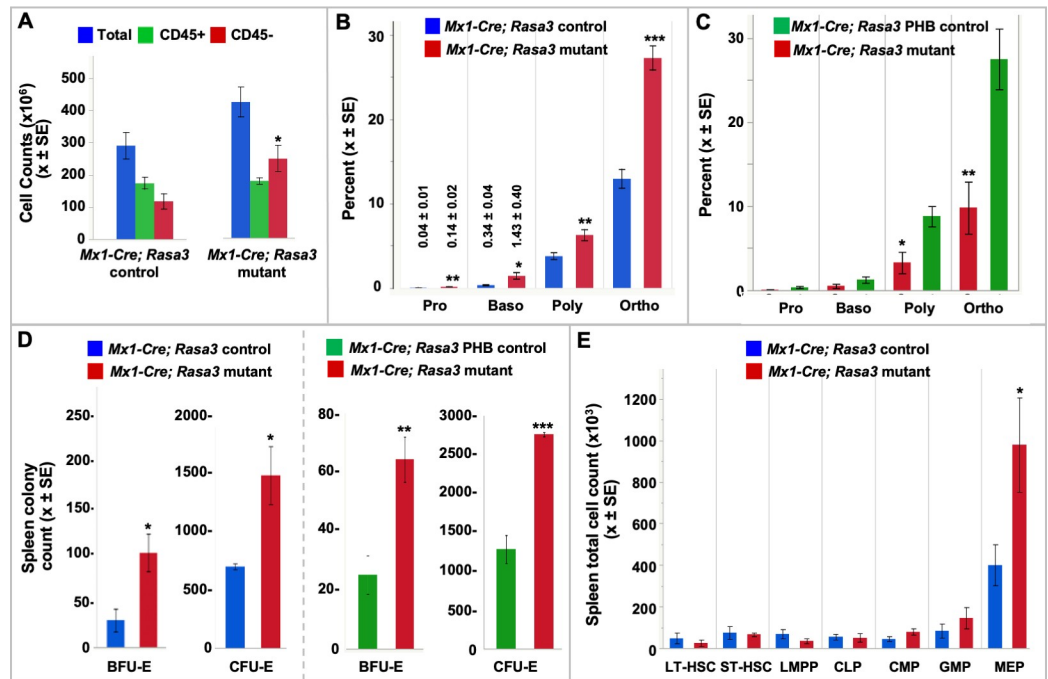 A
Total CD45+ CD45-
Cell Counts (x10⁶)
(x ± SE)
500
400
300
200
100
0
*
Mx1-Cre; Rasa3
control
Mx1-Cre; Rasa3
mutant
B
Mx1-Cre; Rasa3 control
Mx1-Cre; Rasa3 mutant
Percent (x ± SE)
30
20
10
0
0.04 ± 0.01
0.14 ± 0.02
0.34 ± 0.04
1.43 ± 0.40
**
*
**
***
Pro Baso Poly Ortho
C
Mx1-Cre; Rasa3 PHB control
Mx1-Cre; Rasa3 mutant
Percent (x ± SE)
30
20
10
0
*
**
Pro Baso Poly Ortho
D
Mx1-Cre; Rasa3 control
Mx1-Cre; Rasa3 mutant
Spleen colony
count (x ± SE)
250-
200-
150-
100-
50-
0-
*
BFU-E
2000-
1500-
1000-
500-
0-
*
CFU-E
Mx1-Cre; Rasa3 PHB control
Mx1-Cre; Rasa3 mutant
80-
60-
40-
20-
0-
**
BFU-E
3000-
2500-
2000-
1500-
1000-
500-
0-
***
CFU-E
E
Mx1-Cre; Rasa3 control
Mx1-Cre; Rasa3 mutant
Spleen total cell count (x10³)
(x ± SE)
1200
1000
800
600
400
200
0
*
LT-HSC ST-HSC LMPP CLP CMP GMP MEP